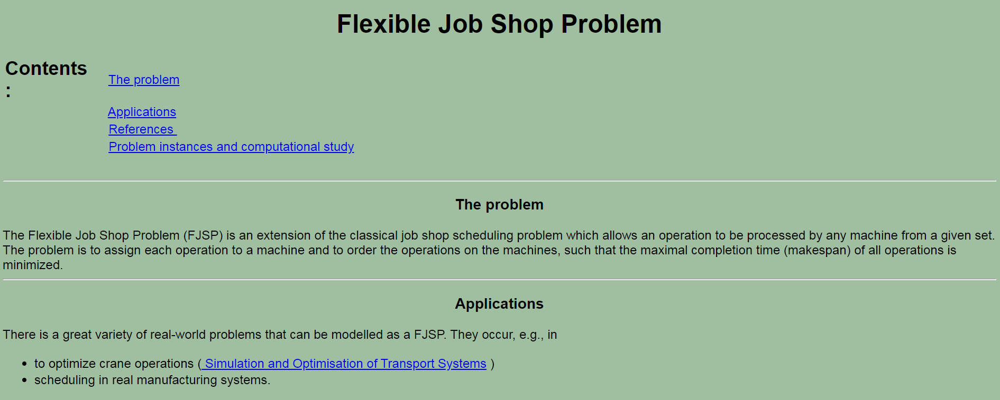 Flexible Job Shop Problem
Contents
:
The problem
Applications
References
Problem instances and computational study
The problem
The Flexible Job Shop Problem (FJSP) is an extension of the classical job shop scheduling problem which allows an operation to be processed by any machine from a given set.
The problem is to assign each operation to a machine and to order the operations on the machines, such that the maximal completion time (makespan) of all operations is
minimized.
Applications
There is a great variety of real-world problems that can be modelled as a FJSP. They occur, e.g., in
• to optimize crane operations ( Simulation and Optimisation of Transport Systems )
• scheduling in real manufacturing systems.